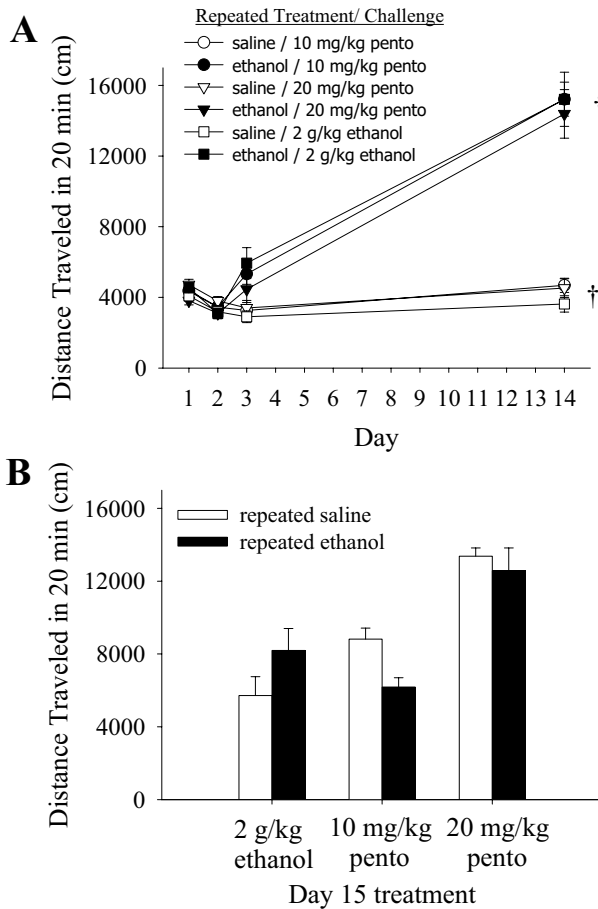 A
Repeated Treatment/ Challenge
saline / 10 mg/kg pento
ethanol / 10 mg/kg pento
saline / 20 mg/kg pento
ethanol / 20 mg/kg pento
saline / 2 g/kg ethanol
ethanol / 2 g/kg ethanol
Distance Traveled in 20 min (cm)
16000
12000
8000
4000
0
†
1 2 3 4 5 6 7 8 9 10 11 12 13 14
Day
B
Distance Traveled in 20 min (cm)
16000
12000
8000
4000
0
repeated saline
repeated ethanol
2 g/kg ethanol
10 mg/kg pento
20 mg/kg pento
Day 15 treatment